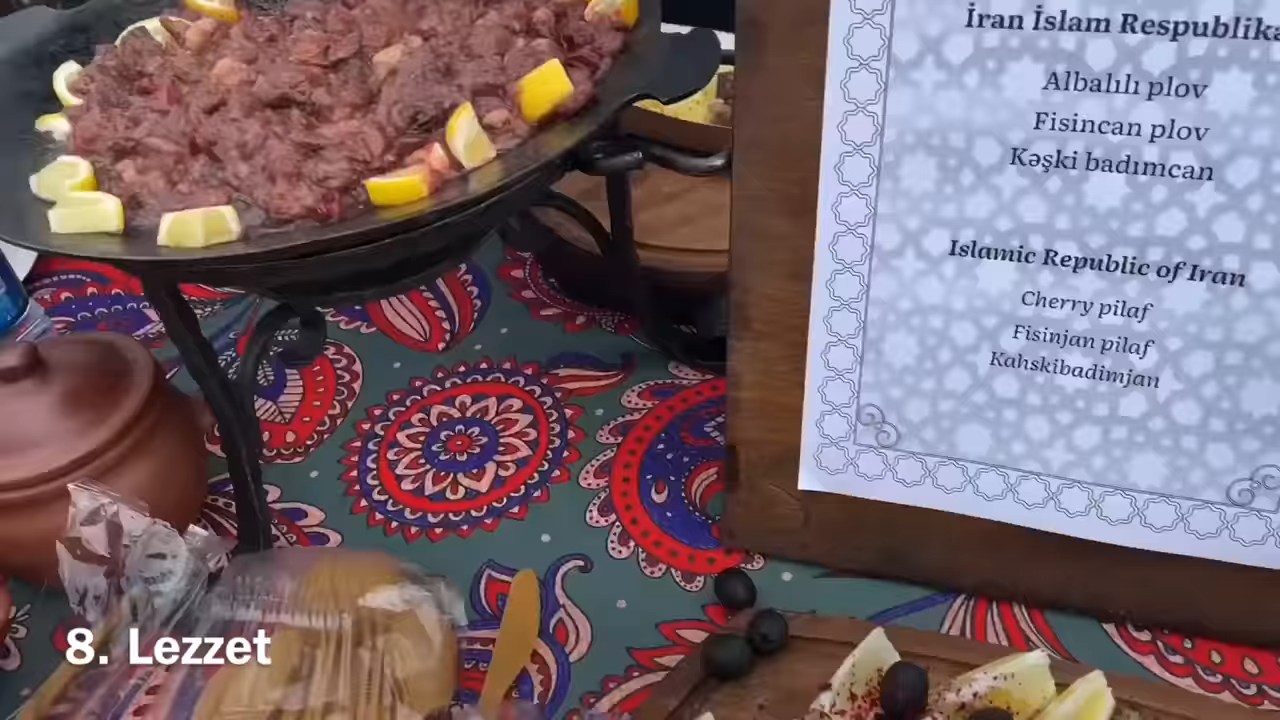 İran İslam Respublika
Albalılı plov
Fisincan plov
Kəşki badımcan
Islamic Republic of Iran
Cherry pilaf
Fisinjan pilaf
Kahskibadimjan
8. Lezzet